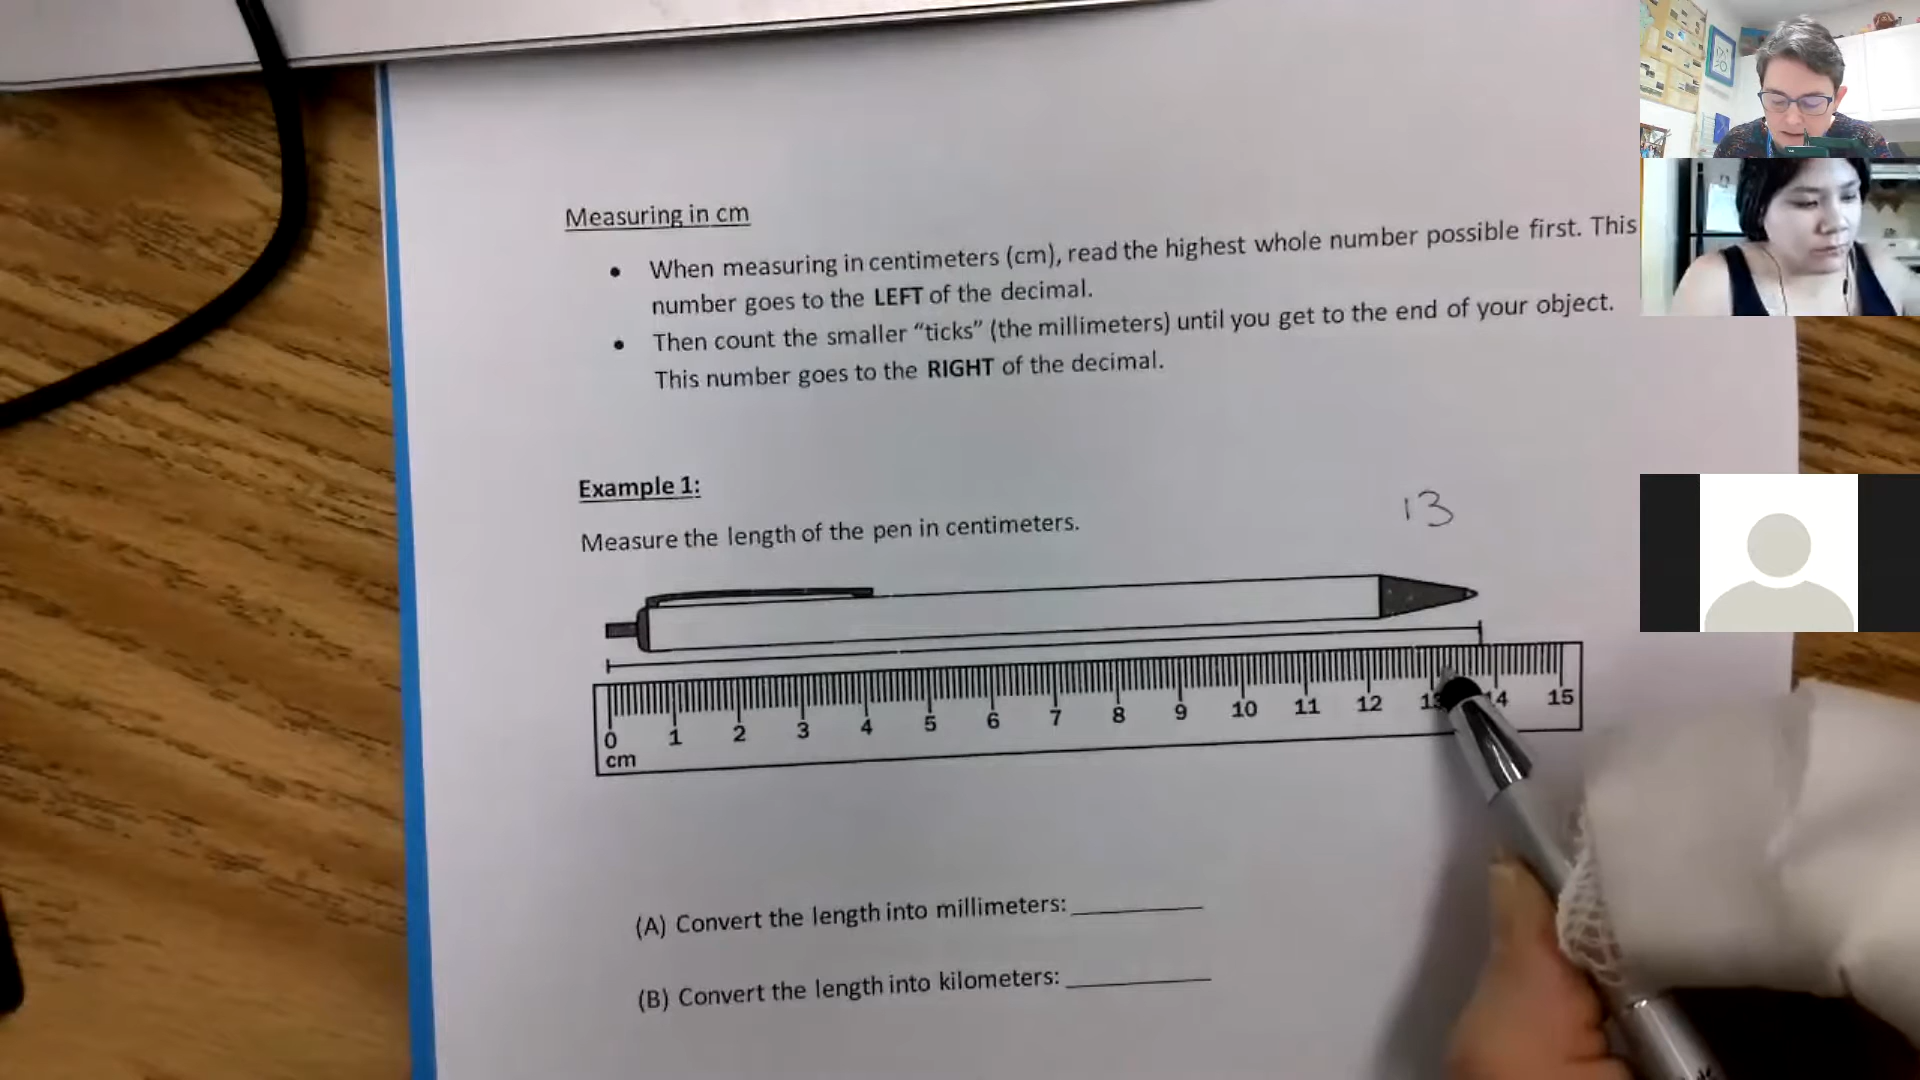 Measuring in cm
• When measuring in centimeters (cm), read the highest whole number possible first. This
number goes to the LEFT of the decimal.
• Then count the smaller “ticks” (the millimeters) until you get to the end of your object.
This number goes to the RIGHT of the decimal.
Example 1:
13
Measure the length of the pen in centimeters.
0 1 2 3 4 5 6 7 8 9 10 11 12 13 14 15
cm
(A) Convert the length into millimeters:
(B) Convert the length into kilometers: